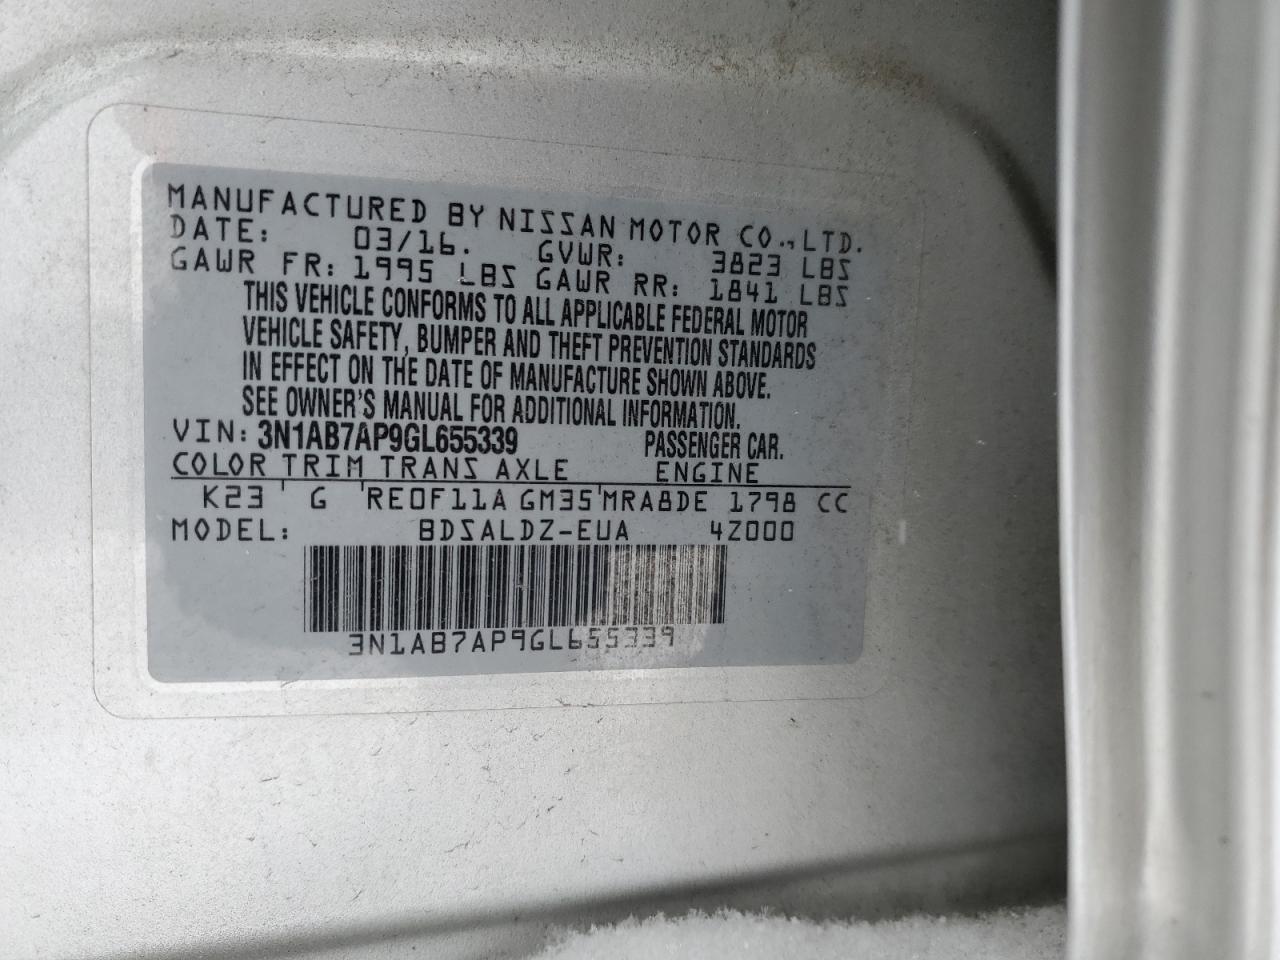 MANUFACTURED BY NISSAN MOTOR CO.,LTD.
DATE: 03/16. GVWR: 3823 LBS
GAWR FR: 1995 LBS GAWR RR: 1841 LBS
THIS VEHICLE CONFORMS TO ALL APPLICABLE FEDERAL MOTOR
VEHICLE SAFETY, BUMPER AND THEFT PREVENTION STANDARDS
IN EFFECT ON THE DATE OF MANUFACTURE SHOWN ABOVE.
SEE OWNER'S MANUAL FOR ADDITIONAL INFORMATION.
VIN: 3N1AB7AP9GL655339 PASSENGER CAR.
COLOR TRIM TRANS AXLE ENGINE
K23 ' G 'RE0F11A GM35'MRA8DE 1798 CC
MODEL: BDSALDZ-EUA 4Z000
3N1AB7AP9GL655339